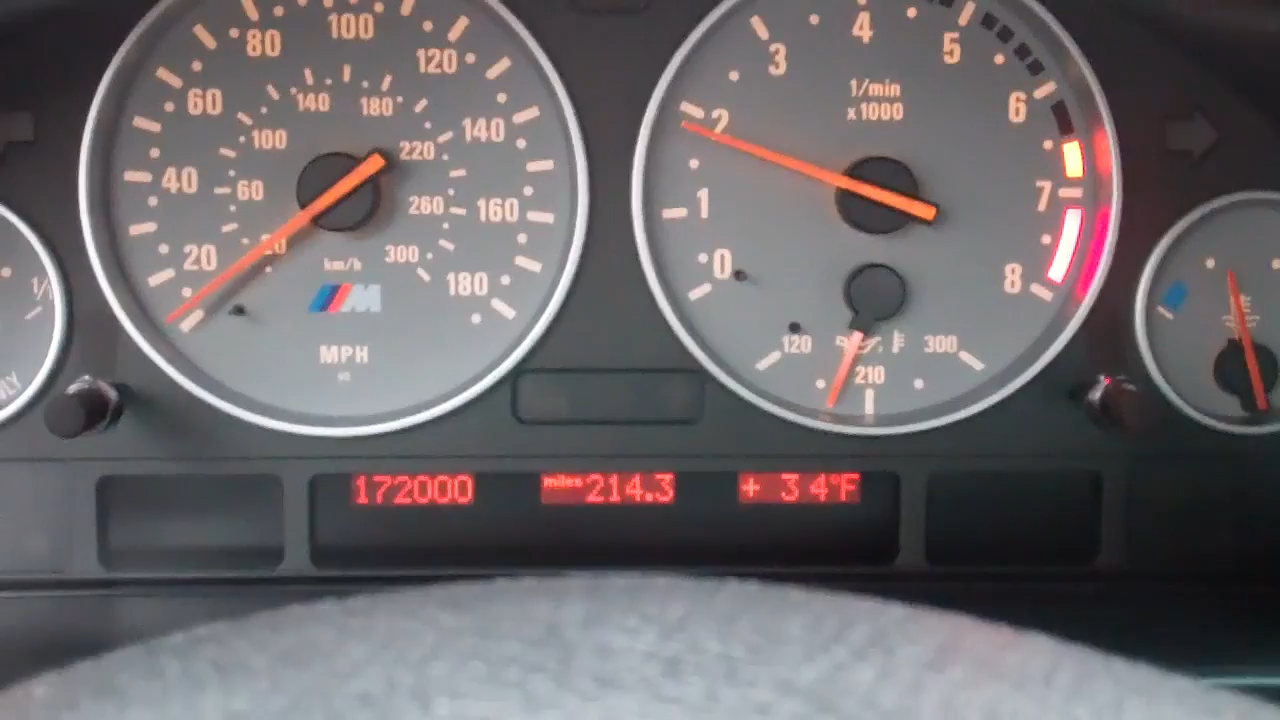 20 40 60 80 100 120 140 160 180
60 100 140 180 220 260 300
km/h
M
MPH
0 1 2 3 4 5 6 7 8
1/min
x1000
120 210 300
172000 miles 214.3 + 34°F